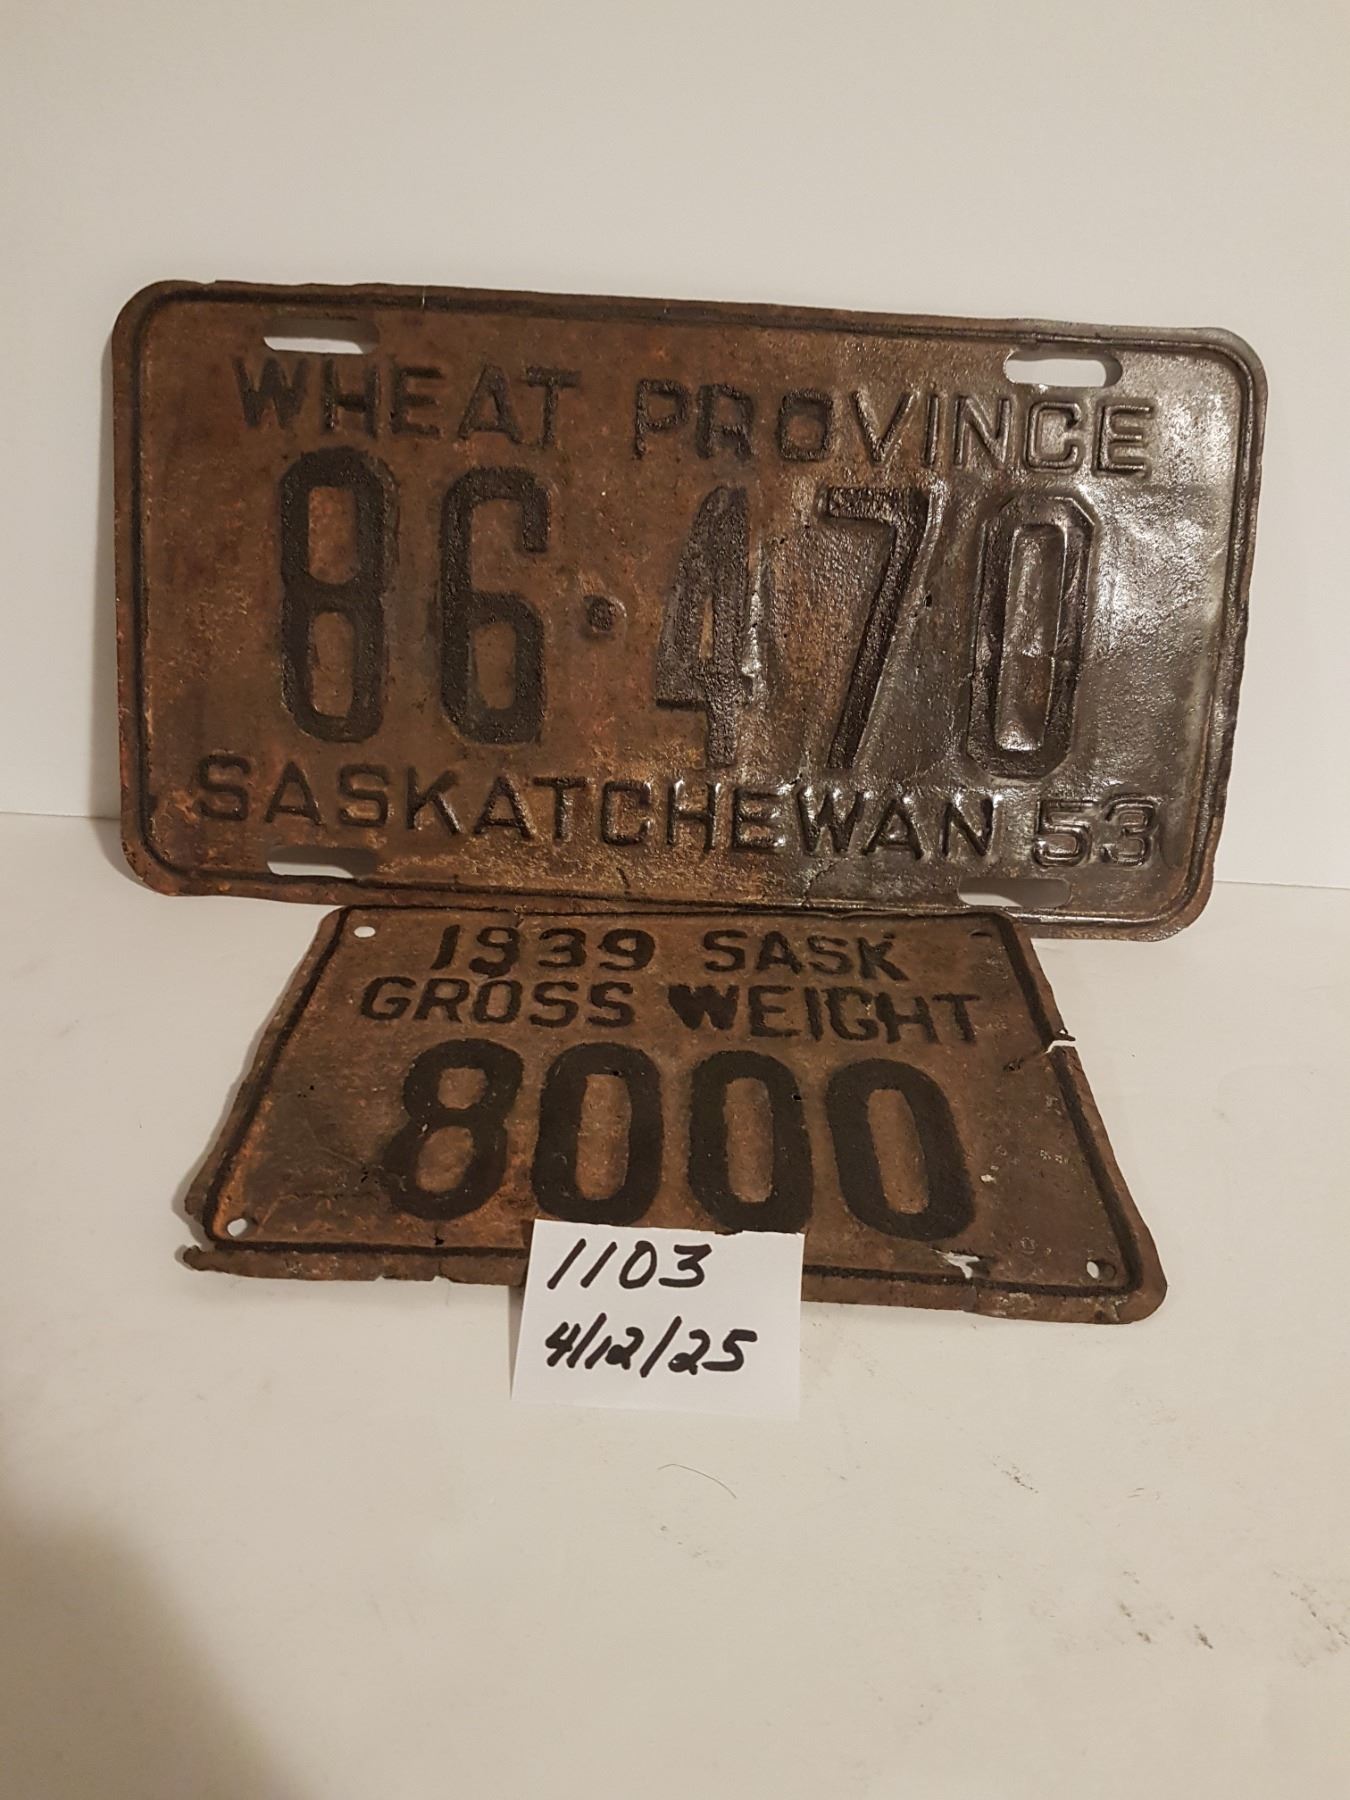 WHEAT PROVINCE
86·470
SASKATCHEWAN 53
1939 SASK
GROSS WEIGHT
8000
1103
4/12/25